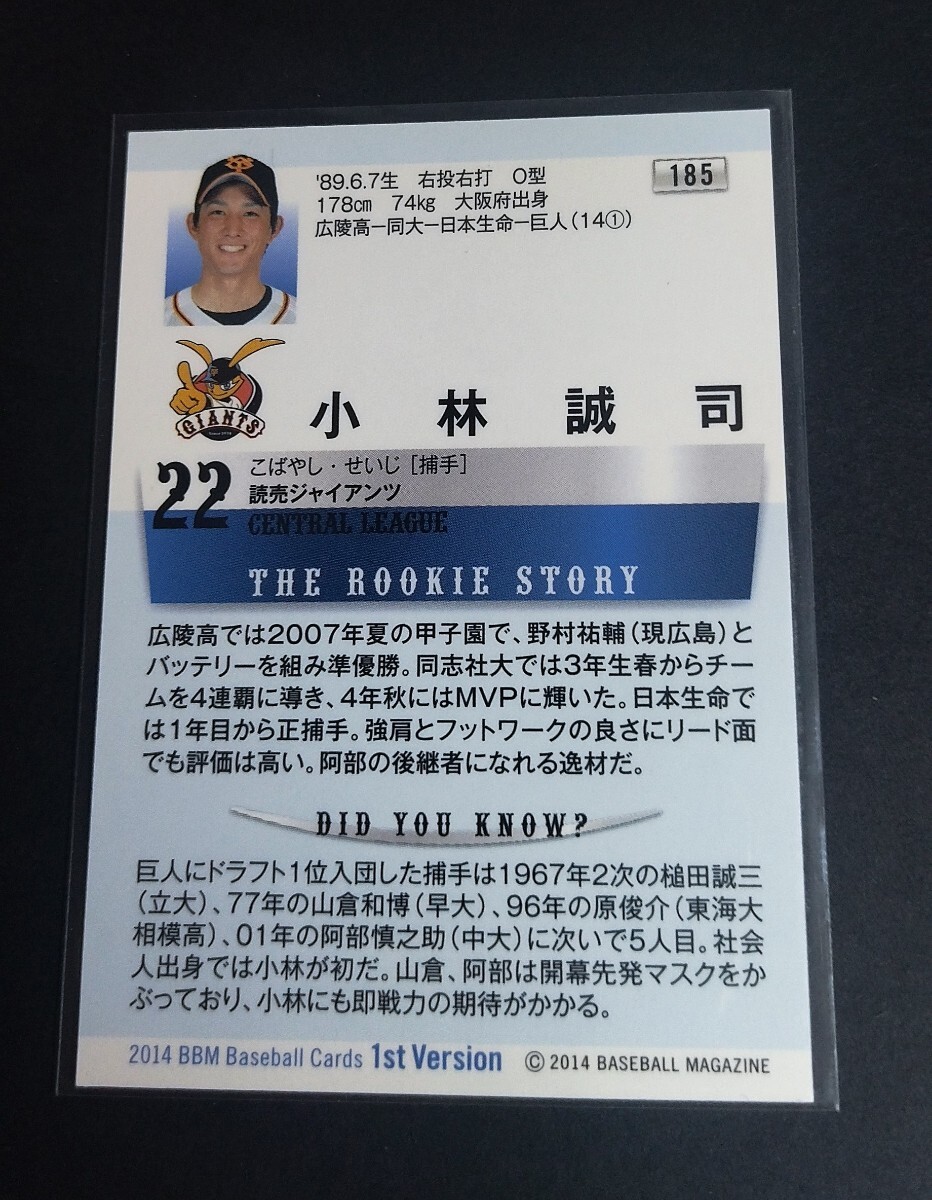 '89.6.7生　右投右打　O型
185
178㎝　74㎏　大阪府出身
広陵高ー同大ー日本生命ー巨人（14①）
GIANTS
小林誠司
22
こばやし・せいじ［捕手］
読売ジャイアンツ
CENTRAL LEAGUE
THE ROOKIE STORY
広陵高では2007年夏の甲子園で、野村祐輔（現広島）と
バッテリーを組み準優勝。同志社大では3年生春からチー
ムを4連覇に導き、4年秋にはMVPに輝いた。日本生命で
は1年目から正捕手。強肩とフットワークの良さにリード面
でも評価は高い。阿部の後継者になれる逸材だ。
DID YOU KNOW?
巨人にドラフト1位入団した捕手は1967年2次の槌田誠三
（立大）、77年の山倉和博（早大）、96年の原俊介（東海大
相模高）、01年の阿部慎之助（中大）に次いで5人目。社会
人出身では小林が初だ。山倉、阿部は開幕先発マスクをか
ぶっており、小林にも即戦力の期待がかかる。
2014 BBM Baseball Cards 1st Version © 2014 BASEBALL MAGAZINE